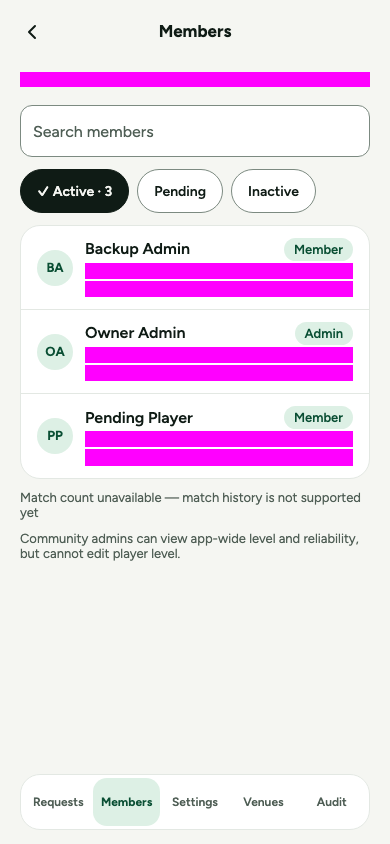 Members
Search members
Active · 3
Pending
Inactive
BA
Backup Admin
Member
OA
Owner Admin
Admin
PP
Pending Player
Member
Match count unavailable — match history is not supported
yet
Community admins can view app-wide level and reliability,
but cannot edit player level.
Requests
Members
Settings
Venues
Audit